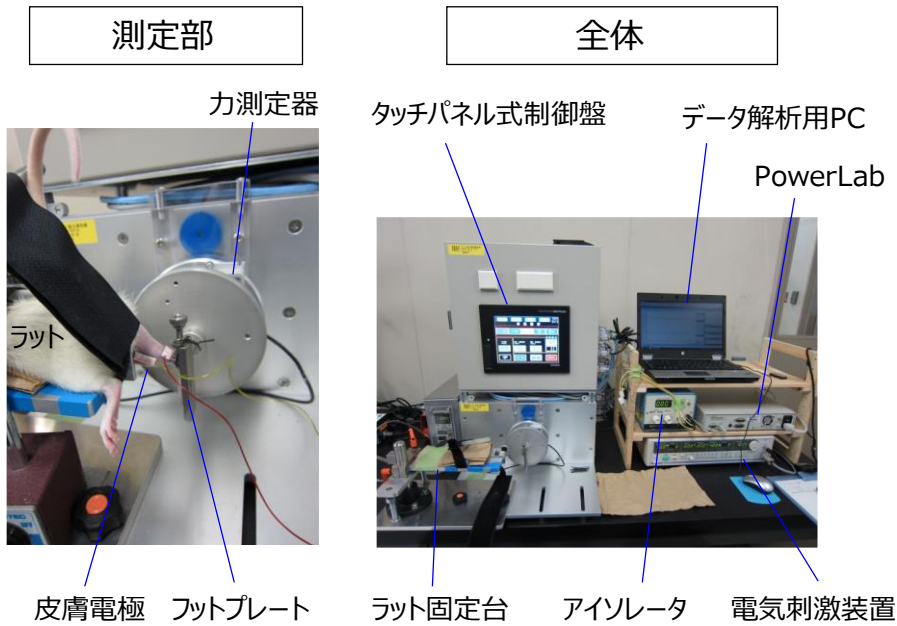 測定部
全体
力測定器
タッチパネル式制御盤
データ解析用PC
PowerLab
ラット
皮膚電極
フットプレート
ラット固定台
アイソレータ
電気刺激装置